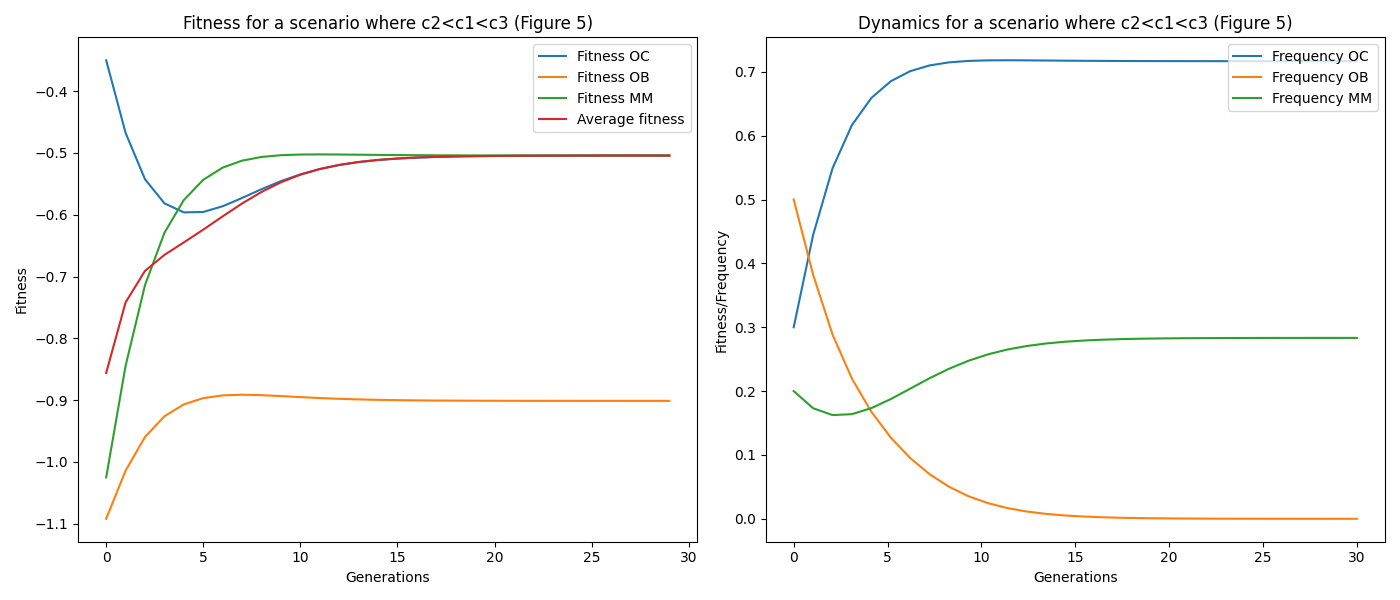 Fitness for a scenario where c2<c1<c3 (Figure 5)
Fitness OC
Fitness OB
Fitness MM
Average fitness
Fitness
−0.4
−0.5
−0.6
−0.7
−0.8
−0.9
−1.0
−1.1
0 5 10 15 20 25 30
Generations
Dynamics for a scenario where c2<c1<c3 (Figure 5)
Frequency OC
Frequency OB
Frequency MM
Fitness/Frequency
0.7
0.6
0.5
0.4
0.3
0.2
0.1
0.0
0 5 10 15 20 25 30
Generations